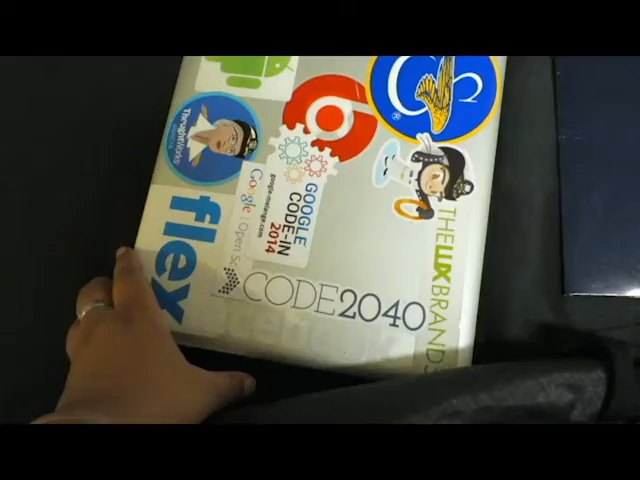 ThoughtWorks
b
S
®
flex
Google | Open
google-melange.com
GOOGLE
CODE-IN
2014
CODE2040
THELUXBRANDS